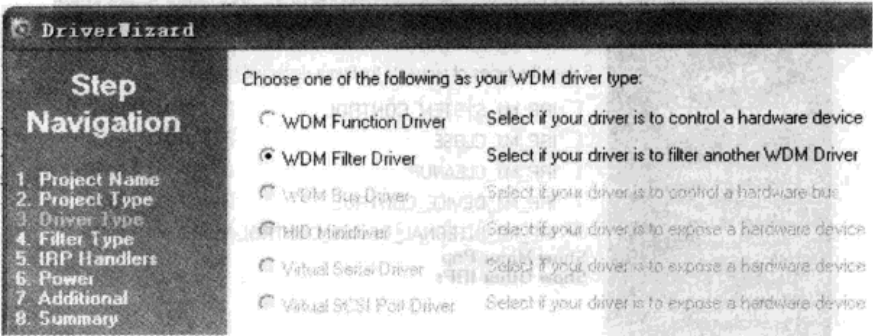 DriverWizard
Step
Navigation
1. Project Name
2. Project Type
3. Driver Type
4. Filter Type
5. IRP Handlers
6. Power
7. Additional
8. Summary
Choose one of the following as your WDM driver type:
WDM Function Driver Select if your driver is to control a hardware device
WDM Filter Driver Select if your driver is to filter another WDM Driver
WDM Bus Driver Select if your driver is to control a hardware bus
HID Minidriver Select if your driver is to expose a hardware device
Virtual Serial Driver Select if your driver is to expose a hardware device
Virtual SCSI Port Driver Select if your driver is to expose a hardware device